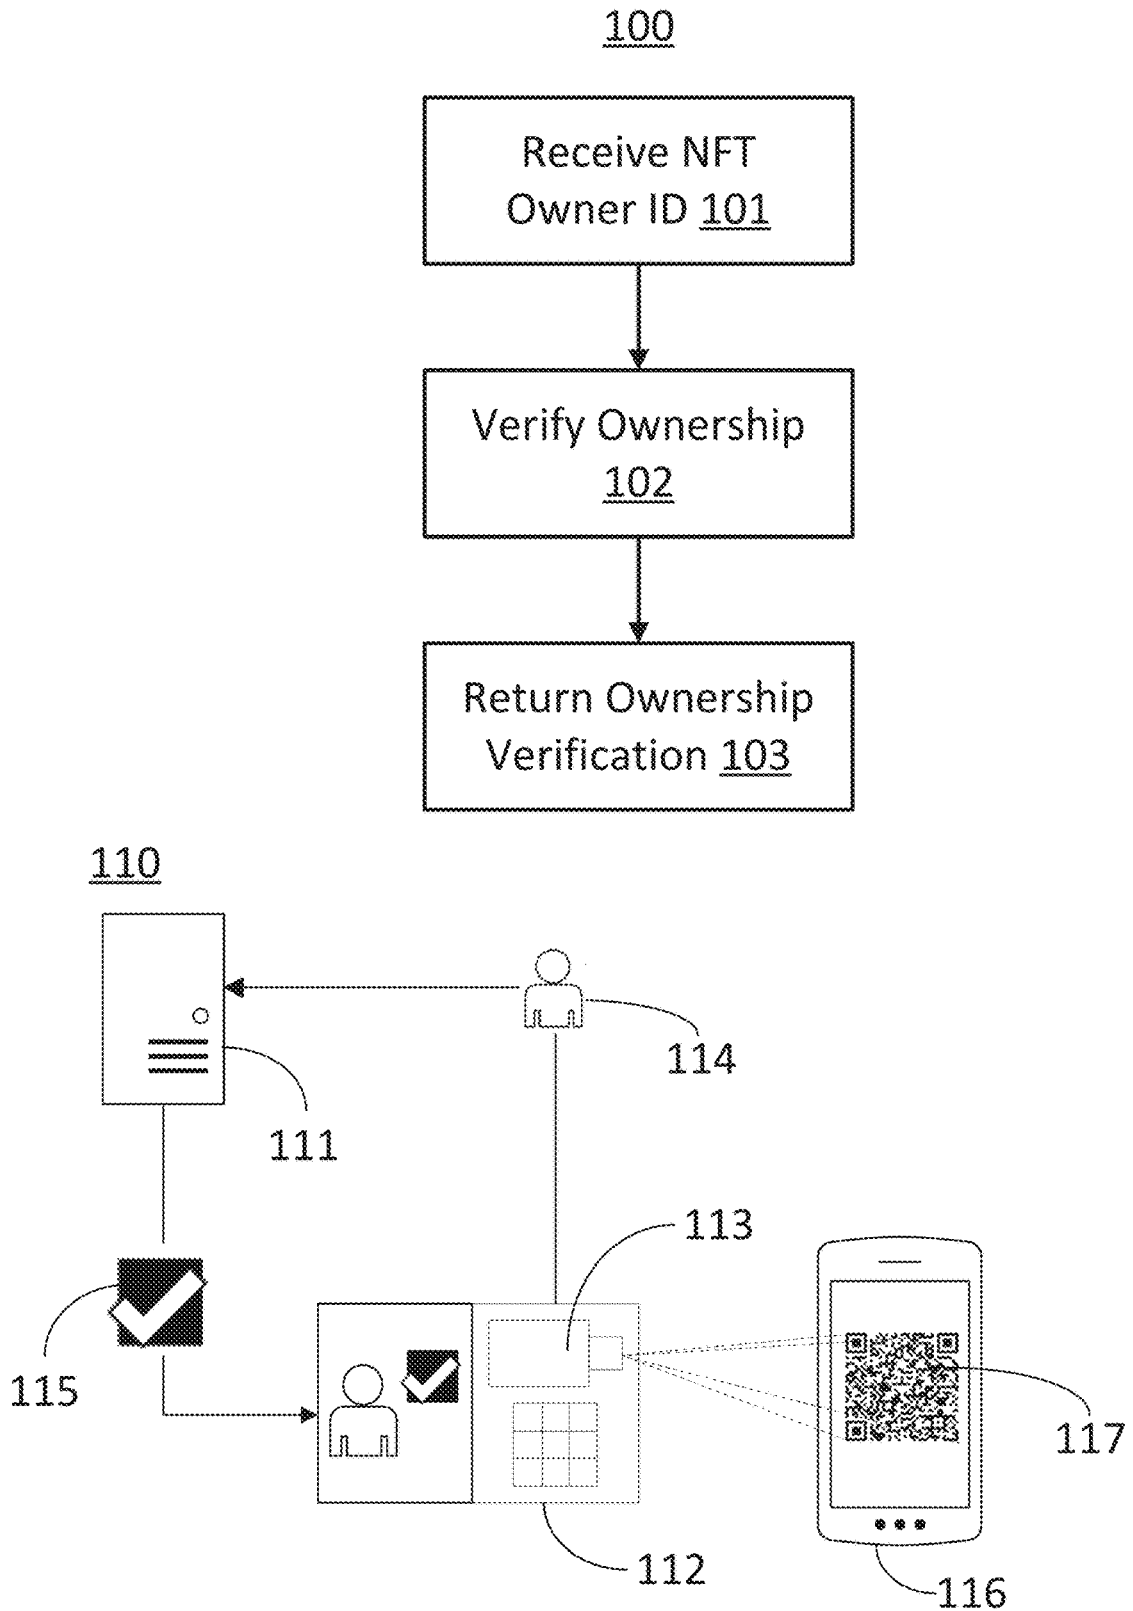 100
Receive NFT
Owner ID 101
Verify Ownership
102
Return Ownership
Verification 103
110
114
111
113
115
117
112
116